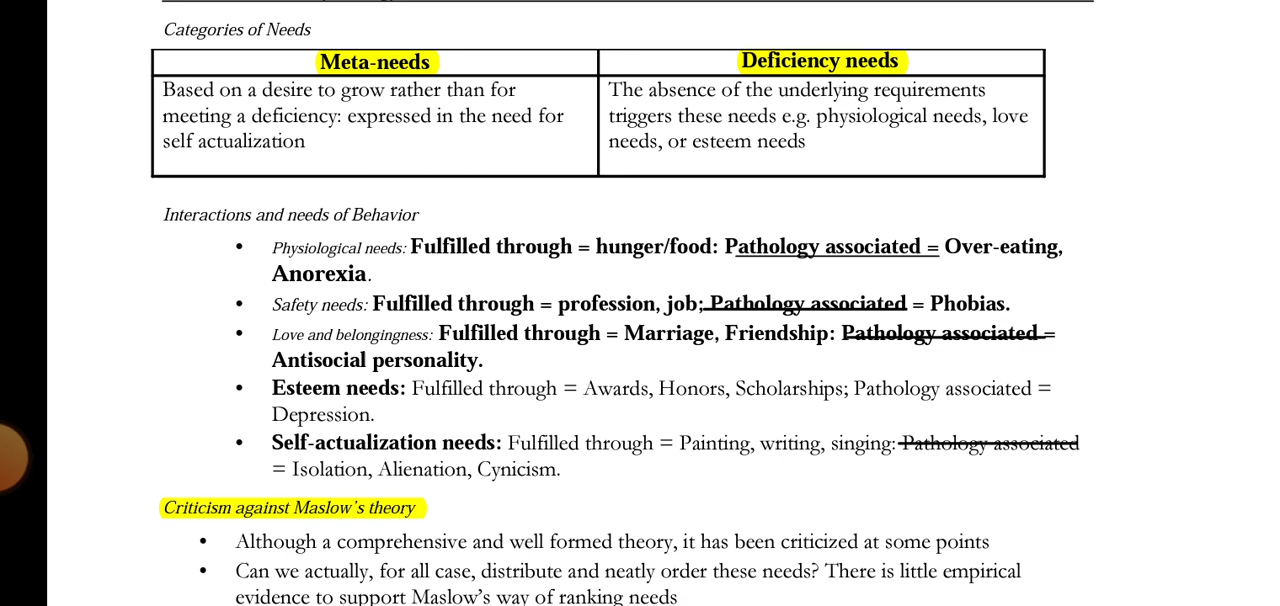 Categories of Needs
Meta-needs
Deficiency needs
Based on a desire to grow rather than for
meeting a deficiency: expressed in the need for
self actualization
The absence of the underlying requirements
triggers these needs e.g. physiological needs, love
needs, or esteem needs
Interactions and needs of Behavior
• Physiological needs: Fulfilled through = hunger/food: Pathology associated = Over-eating,
Anorexia.
• Safety needs: Fulfilled through = profession, job; Pathology associated = Phobias.
• Love and belongingness: Fulfilled through = Marriage, Friendship: Pathology associated =
Antisocial personality.
• Esteem needs: Fulfilled through = Awards, Honors, Scholarships; Pathology associated =
Depression.
• Self-actualization needs: Fulfilled through = Painting, writing, singing: Pathology associated
= Isolation, Alienation, Cynicism.
Criticism against Maslow's theory
• Although a comprehensive and well formed theory, it has been criticized at some points
• Can we actually, for all case, distribute and neatly order these needs? There is little empirical
evidence to support Maslow's way of ranking needs